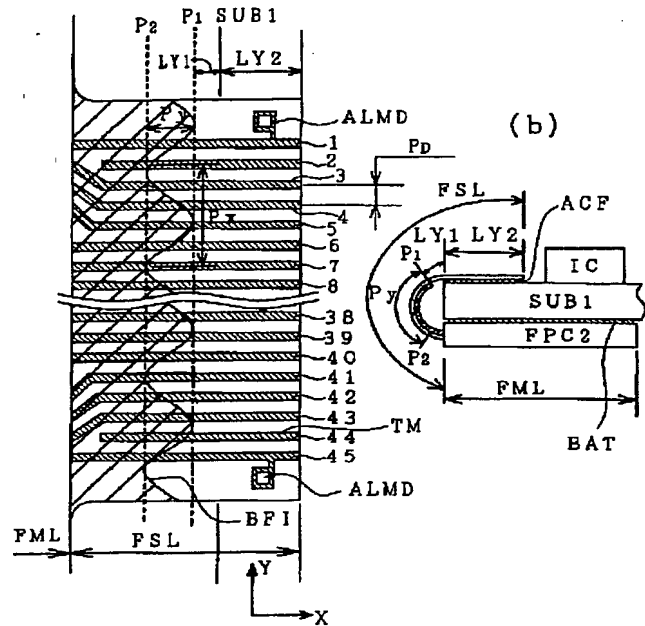 P2 P1 SUB1
LY1 LY2
Py
ALMD
(b)
1
2
3
4
5
6
7
8
38
39
40
41
42
43
44
45
PD
Px
FSL
ACF
LY1 LY2
P1
IC
Py
SUB1
P2
FPC2
FML
BAT
TM
ALMD
BFI
FML
FSL
Y
X